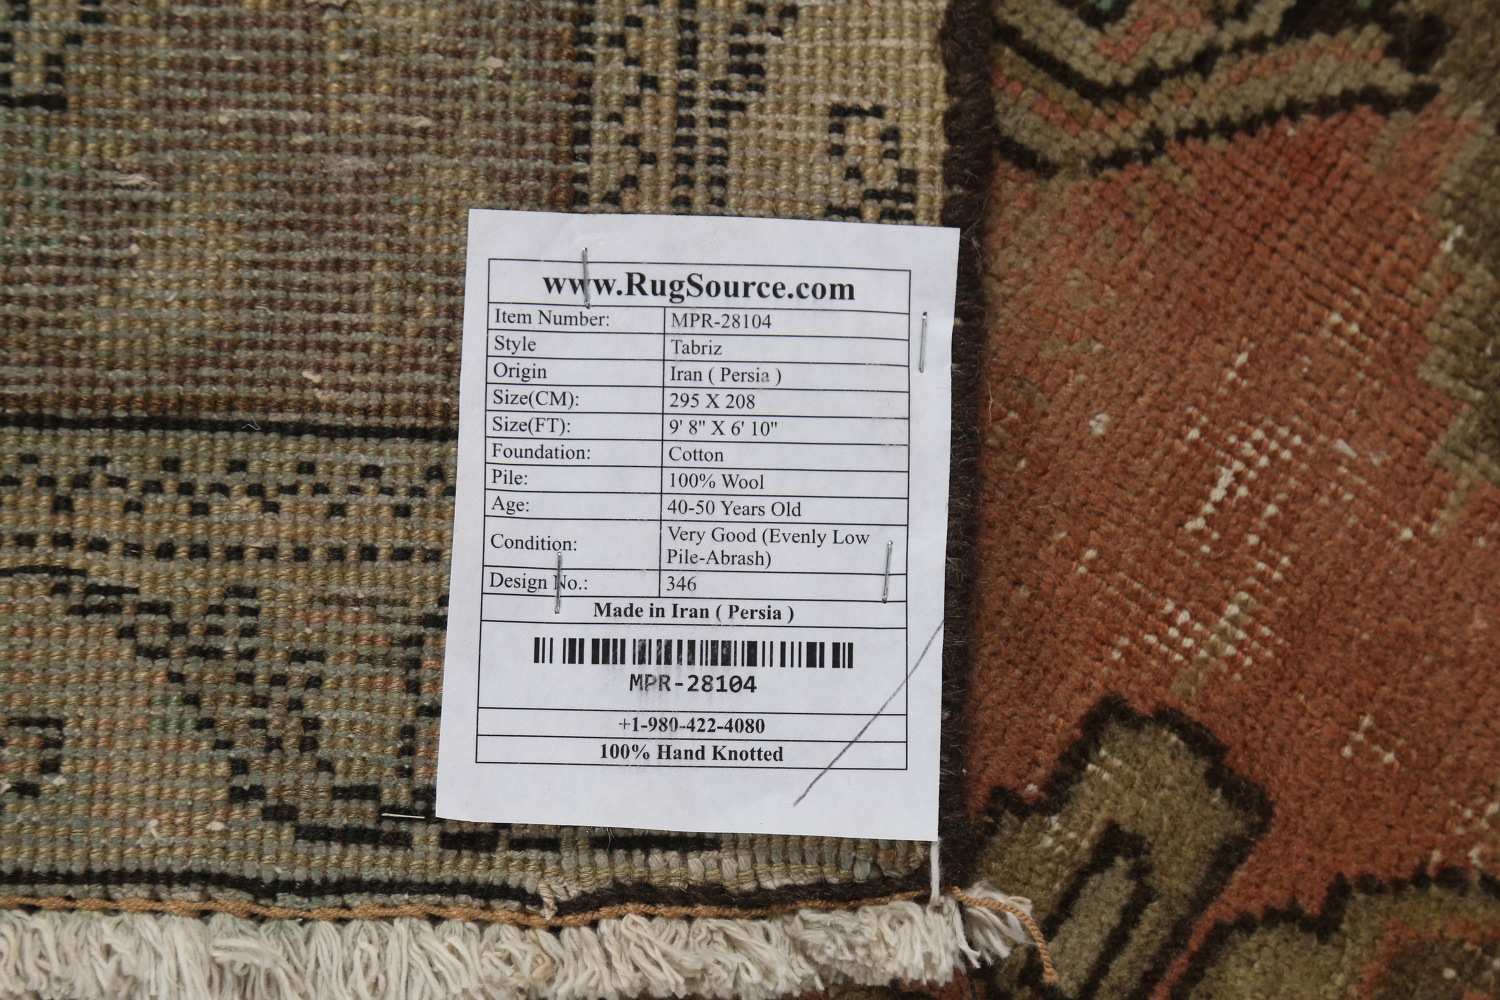 www.RugSource.com
Item Number: MPR-28104
Style Tabriz
Origin Iran ( Persia )
Size(CM): 295 X 208
Size(FT): 9' 8" X 6' 10"
Foundation: Cotton
Pile: 100% Wool
Age: 40-50 Years Old
Condition: Very Good (Evenly Low
Pile-Abrash)
Design No.: 346
Made in Iran ( Persia )
MPR-28104
+1-980-422-4080
100% Hand Knotted